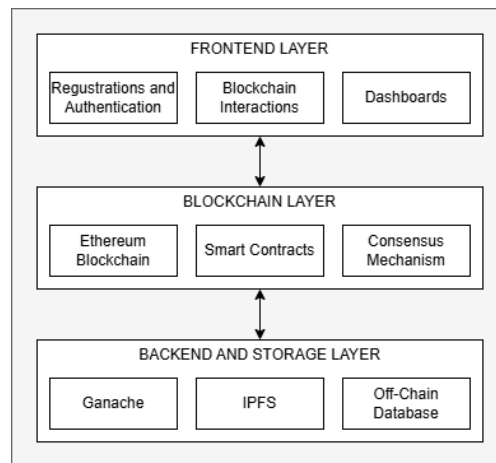 FRONTEND LAYER
Regustrations and
Authentication
Blockchain
Interactions
Dashboards
BLOCKCHAIN LAYER
Ethereum
Blockchain
Smart Contracts
Consensus
Mechanism
BACKEND AND STORAGE LAYER
Ganache
IPFS
Off-Chain
Database